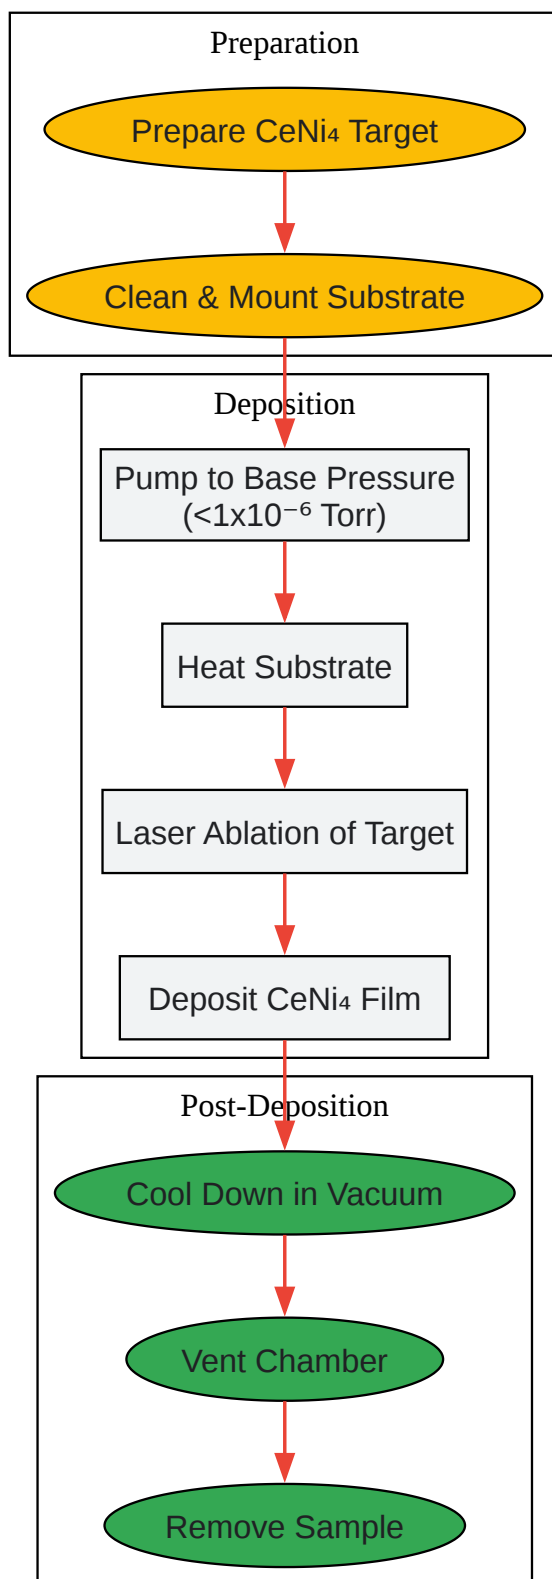 Preparation
Prepare CeNi₄ Target
Clean & Mount Substrate
Deposition
Pump to Base Pressure
(<1x10⁻⁶ Torr)
Heat Substrate
Laser Ablation of Target
Deposit CeNi₄ Film
Post-Deposition
Cool Down in Vacuum
Vent Chamber
Remove Sample